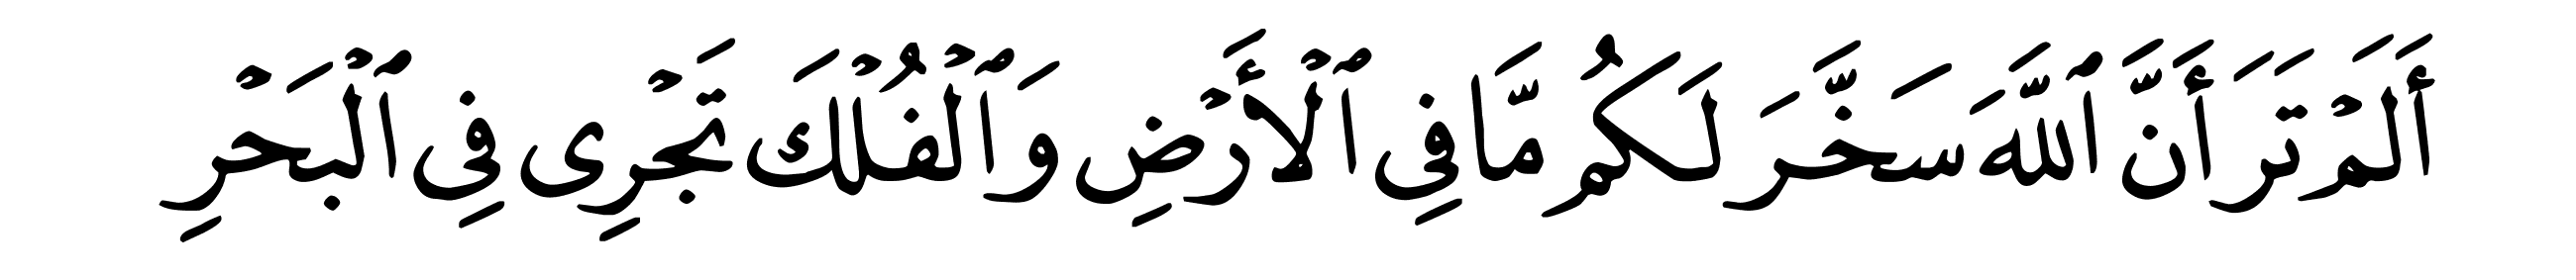 أَلَمْ تَرَ أَنَّ ٱللَّهَ سَخَّرَ لَكُم مَّا فِي ٱلْأَرْضِ وَٱلْفُلْكَ تَجْرِى فِي ٱلْبَحْرِ